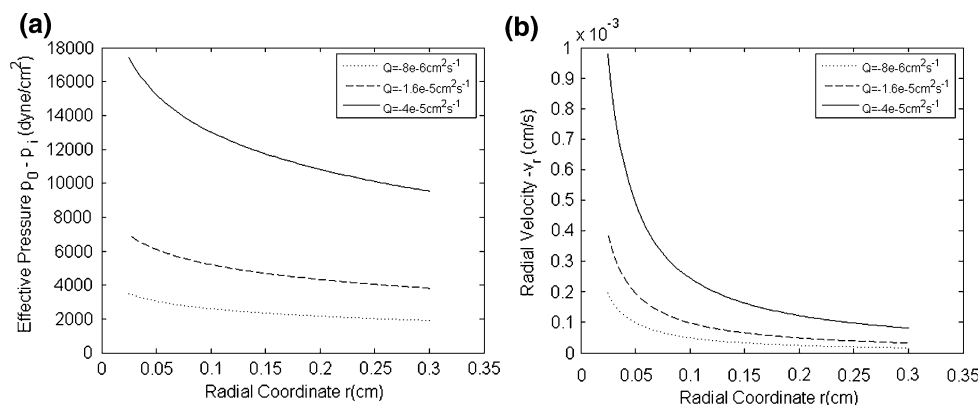 (a)
18000
16000
14000
12000
10000
8000
6000
4000
2000
0
Effective Pressure p0 - pi (dyne/cm2)
Q=-8e-6cm2s-1
Q=-1.6e-5cm2s-1
Q=-4e-5cm2s-1
0 0.05 0.1 0.15 0.2 0.25 0.3 0.35
Radial Coordinate r(cm)
(b)
x 10-3
1
0.9
0.8
0.7
0.6
0.5
0.4
0.3
0.2
0.1
0
Radial Velocity -vr (cm/s)
Q=-8e-6cm2s-1
Q=-1.6e-5cm2s-1
Q=-4e-5cm2s-1
0 0.05 0.1 0.15 0.2 0.25 0.3 0.35
Radial Coordinate r(cm)